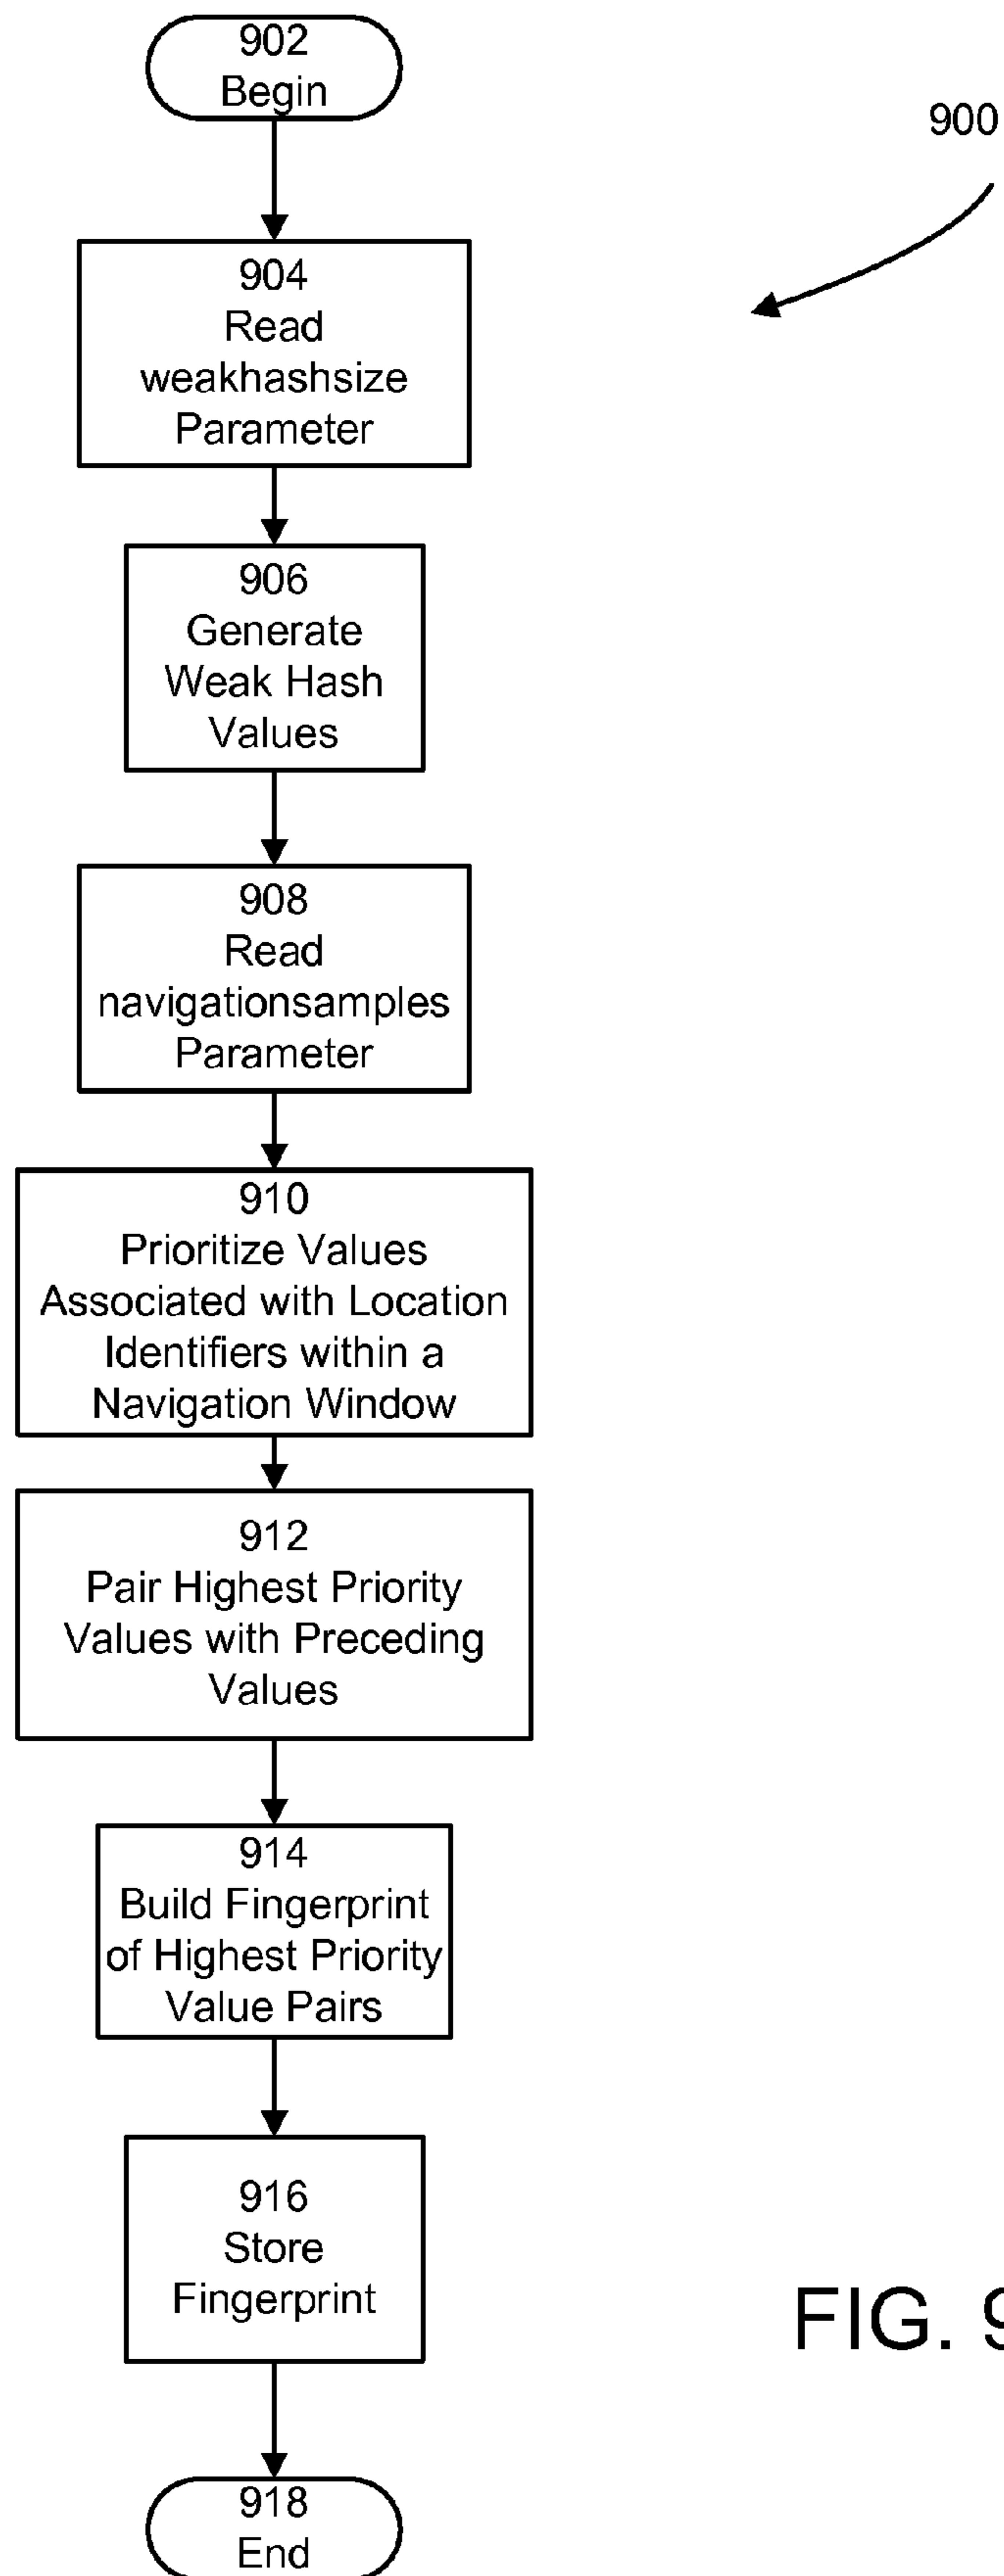 902
Begin
900
904
Read
weakhashsize
Parameter
906
Generate
Weak Hash
Values
908
Read
navigationsamples
Parameter
910
Prioritize Values
Associated with Location
Identifiers within a
Navigation Window
912
Pair Highest Priority
Values with Preceding
Values
914
Build Fingerprint
of Highest Priority
Value Pairs
916
Store
Fingerprint
FIG. 9
918
End